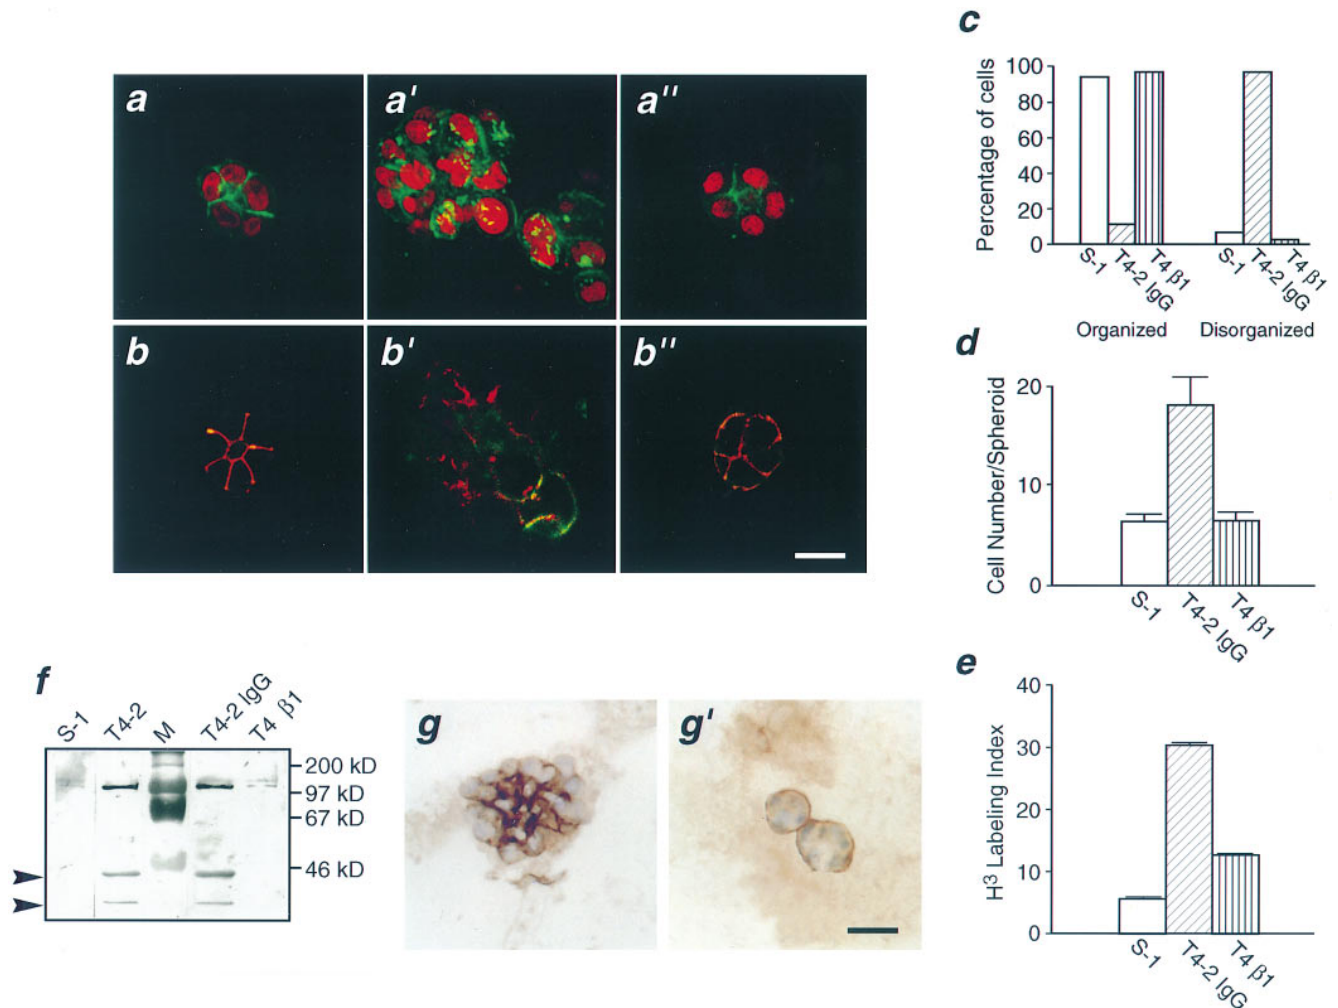 a
a'
a''
b
b'
b''
c
Percentage of cells
100
80
60
40
20
0
S-1
T4-2 IgG
T4 β1
S-1
T4-2 IgG
T4 β1
Organized
Disorganized
d
Cell Number/Spheroid
20
10
0
S-1
T4-2 IgG
T4 β1
e
H³ Labeling Index
40
30
20
10
0
S-1
T4-2 IgG
T4 β1
f
S-1
T4-2
M
T4-2 IgG
T4 β1
200 kD
97 kD
67 kD
46 kD
g
g'